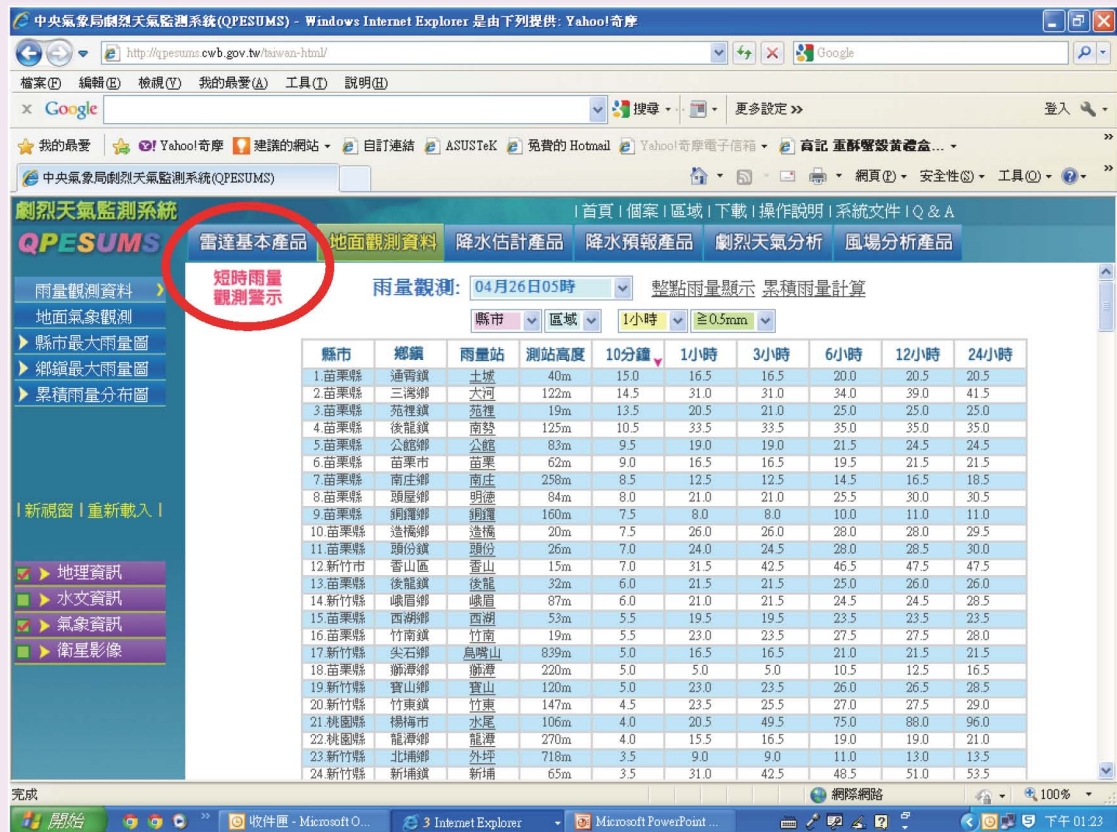 中央氣象局劇烈天氣監測系統(QPESUMS) - Windows Internet Explorer 是由下列提供: Yahoo!奇摩
http://qpesums.cwb.gov.tw/taiwan-html/
Google
檔案(F) 編輯(E) 檢視(V) 我的最愛(A) 工具(T) 說明(H)
x Google 搜尋 更多設定 >> 登入
我的最愛 Yahoo!奇摩 建議的網站 自訂連結 ASUSTeK 免費的 Hotmail Yahoo!奇摩電子信箱 高記 重酥蟹殼黃禮盒...
中央氣象局劇烈天氣監測系統(QPESUMS) 網頁(P) 安全性(S) 工具(O)
劇烈天氣監測系統
|首頁|個案|區域|下載|操作說明|系統文件|Q & A
QPESUMS
雷達基本產品 地面觀測資料 降水估計產品 降水預報產品 劇烈天氣分析 風場分析產品
雨量觀測資料
地面氣象觀測
縣市最大雨量圖
鄉鎮最大雨量圖
累積雨量分布圖
|新視窗|重新載入|
地理資訊
水文資訊
氣象資訊
衛星影像
短時雨量
觀測警示
雨量觀測: 04月26日05時 整點雨量顯示 累積雨量計算
縣市 區域 1小時 ≧0.5mm
縣市 鄉鎮 雨量站 測站高度 10分鐘 1小時 3小時 6小時 12小時 24小時
1.苗栗縣 通霄鎮 土城 40m 15.0 16.5 16.5 20.0 20.5 20.5
2.苗栗縣 三灣鄉 大河 122m 14.5 31.0 31.0 34.0 39.0 41.5
3.苗栗縣 苑裡鎮 苑裡 19m 13.5 20.5 21.0 25.0 25.0 25.0
4.苗栗縣 後龍鎮 南勢 125m 10.5 33.5 33.5 35.0 35.0 35.0
5.苗栗縣 公館鄉 公館 83m 9.5 19.0 19.0 21.5 24.5 24.5
6.苗栗縣 苗栗市 苗栗 62m 9.0 16.5 16.5 19.5 21.5 21.5
7.苗栗縣 南庄鄉 南庄 258m 8.5 12.5 12.5 14.5 16.5 18.5
8.苗栗縣 頭屋鄉 明德 84m 8.0 21.0 21.0 25.5 30.0 30.5
9.苗栗縣 銅鑼鄉 銅鑼 160m 7.5 8.0 8.0 10.0 11.0 11.0
10.苗栗縣 造橋鄉 造橋 20m 7.5 26.0 26.0 28.0 28.0 29.5
11.苗栗縣 頭份鎮 頭份 26m 7.0 24.0 24.5 28.0 28.5 30.0
12.新竹市 香山區 香山 15m 7.0 31.5 42.5 46.5 47.5 47.5
13.苗栗縣 後龍鎮 後龍 32m 6.0 21.5 21.5 25.0 26.0 26.0
14.新竹縣 峨眉鄉 峨眉 87m 6.0 21.0 21.5 24.5 24.5 28.5
15.苗栗縣 西湖鄉 西湖 53m 5.5 19.5 19.5 23.5 23.5 23.5
16.苗栗縣 竹南鎮 竹南 19m 5.5 23.0 23.5 27.5 27.5 28.0
17.新竹縣 尖石鄉 鳥嘴山 839m 5.0 16.5 16.5 21.0 21.5 21.5
18.苗栗縣 獅潭鄉 獅潭 220m 5.0 5.0 5.0 10.5 12.5 16.5
19.新竹縣 寶山鄉 寶山 120m 5.0 23.0 23.5 26.0 26.5 28.5
20.新竹縣 竹東鎮 竹東 147m 4.5 23.5 25.5 27.0 27.5 29.0
21.桃園縣 楊梅市 水尾 106m 4.0 20.5 49.5 75.0 88.0 96.0
22.桃園縣 龍潭鄉 龍潭 270m 4.0 15.5 16.5 19.0 19.0 21.0
23.新竹縣 北埔鄉 外坪 718m 3.5 9.0 9.0 11.0 13.0 13.5
24.新竹縣 新埔鎮 新埔 65m 3.5 31.0 42.5 48.5 51.0 53.5
完成 網際網路 100%
開始 收件匣 - Microsoft O... 3 Internet Explorer Microsoft PowerPoint ... 下午 01:23